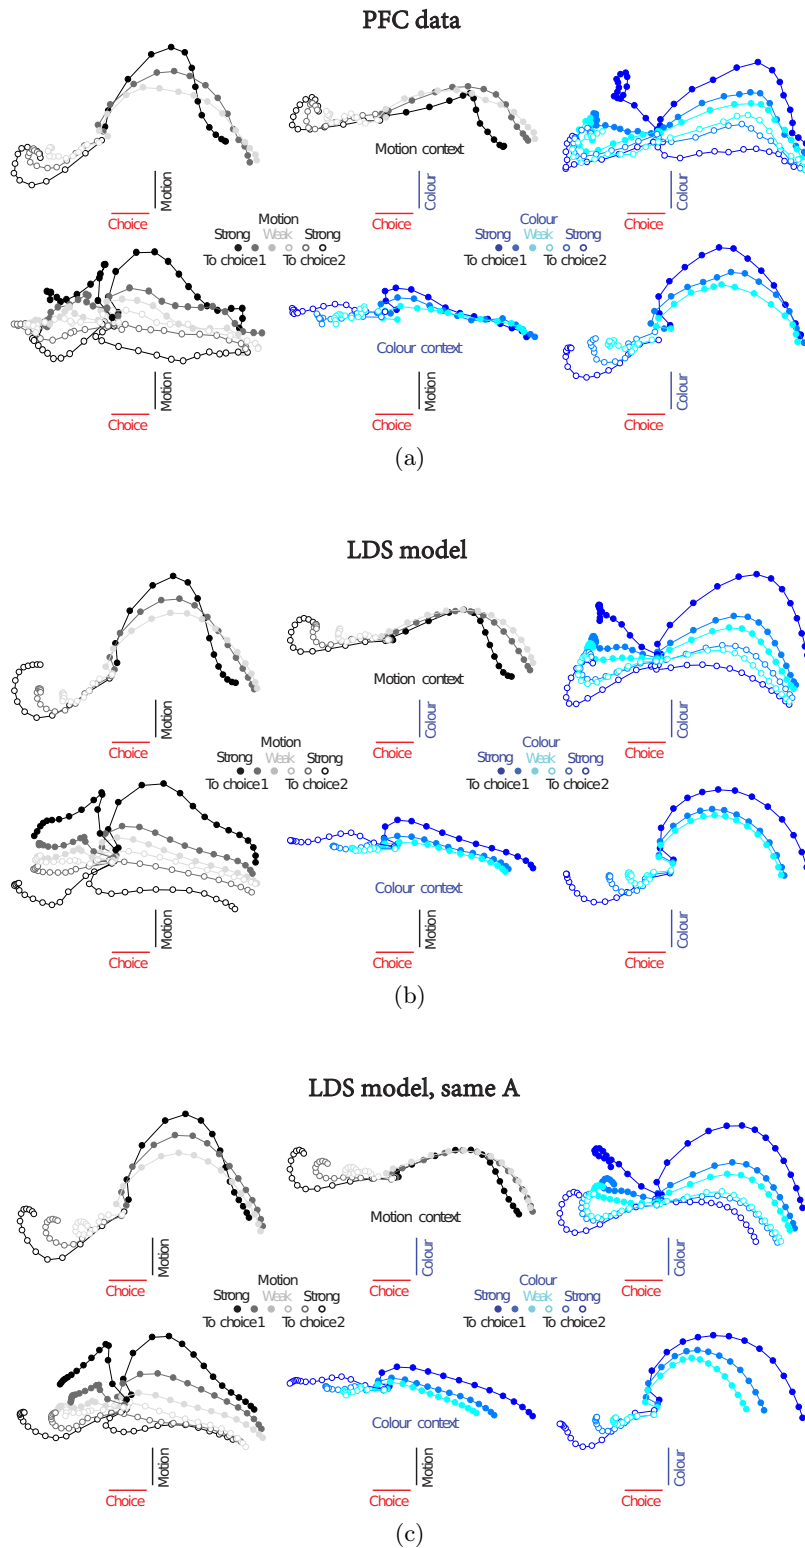 PFC data
Motion context
Motion
Choice
Colour
Choice
Colour
Choice
Motion
Strong Weak Strong
To choice1 To choice2
Colour
Strong Weak Strong
To choice1 To choice2
Colour context
Motion
Choice
Motion
Choice
Colour
Choice
(a)
LDS model
Motion context
Motion
Choice
Colour
Choice
Colour
Choice
Motion
Strong Weak Strong
To choice1 To choice2
Colour
Strong Weak Strong
To choice1 To choice2
Colour context
Motion
Choice
Motion
Choice
Colour
Choice
(b)
LDS model, same A
Motion context
Motion
Choice
Colour
Choice
Colour
Choice
Motion
Strong Weak Strong
To choice1 To choice2
Colour
Strong Weak Strong
To choice1 To choice2
Colour context
Motion
Choice
Motion
Choice
Colour
Choice
(c)